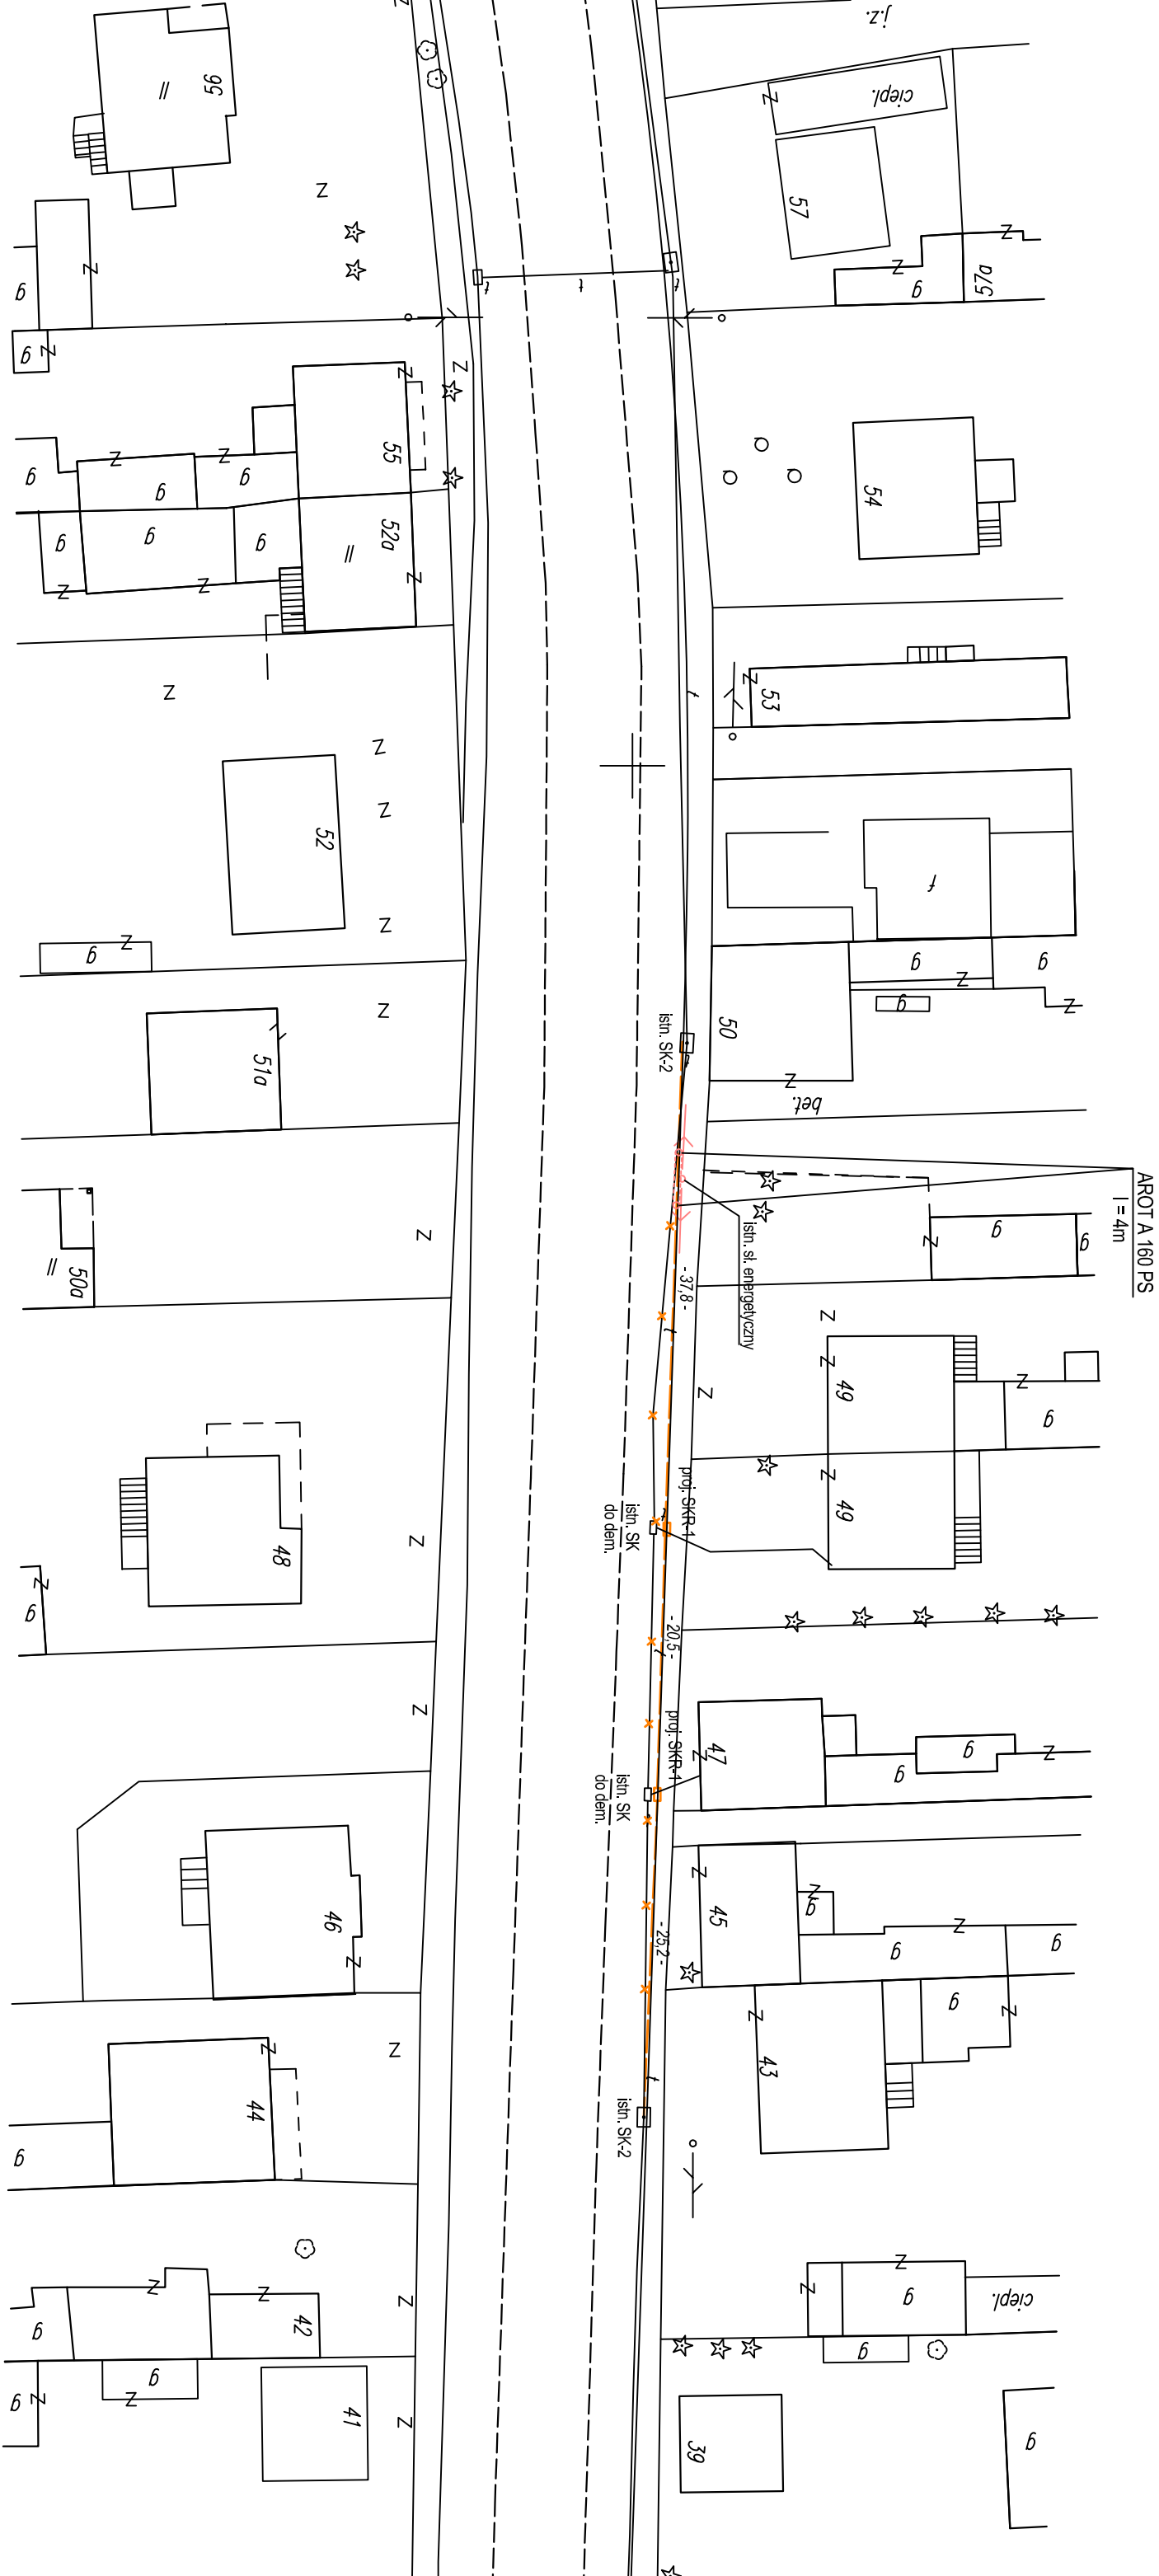 j.z.
95
//
ciepl.
Z
57
Z
Z
Z
Z
g
57a
g
t
t
t
g
Z
Z
Z
55
Z
Z
g
g
g
54
g
g
g
52a
//
Z
Z
Z
Z
53
Z
t
Z
52
Z
f
Z
g
Z
g
g
Z
g
Z
50
istn. SK-2
t
Z
51a
Z
bet.
AROT A 160 PS
l = 4m
istn. sł. energetyczny
Z
50a
//
g
g
Z
- 37,8 -
t
Z
Z
49
Z
g
Z
Z
49
proj. SKR-1
istn. SK
do dem.
t
48
Z
Z
g
- 20,5 -
t
Z
proj. SKR-1
47
Z
g
Z
g
istn. SK
do dem.
Z
45
Z
g
Z
g
g
46
Z
- 25,2 -
g
Z
Z
43
Z
Z
44
g
t
istn. SK-2
Z
Z
g
ciepl.
Z
Z
42
g
Z
g
g
Z
g
Z
41
Z
39
g